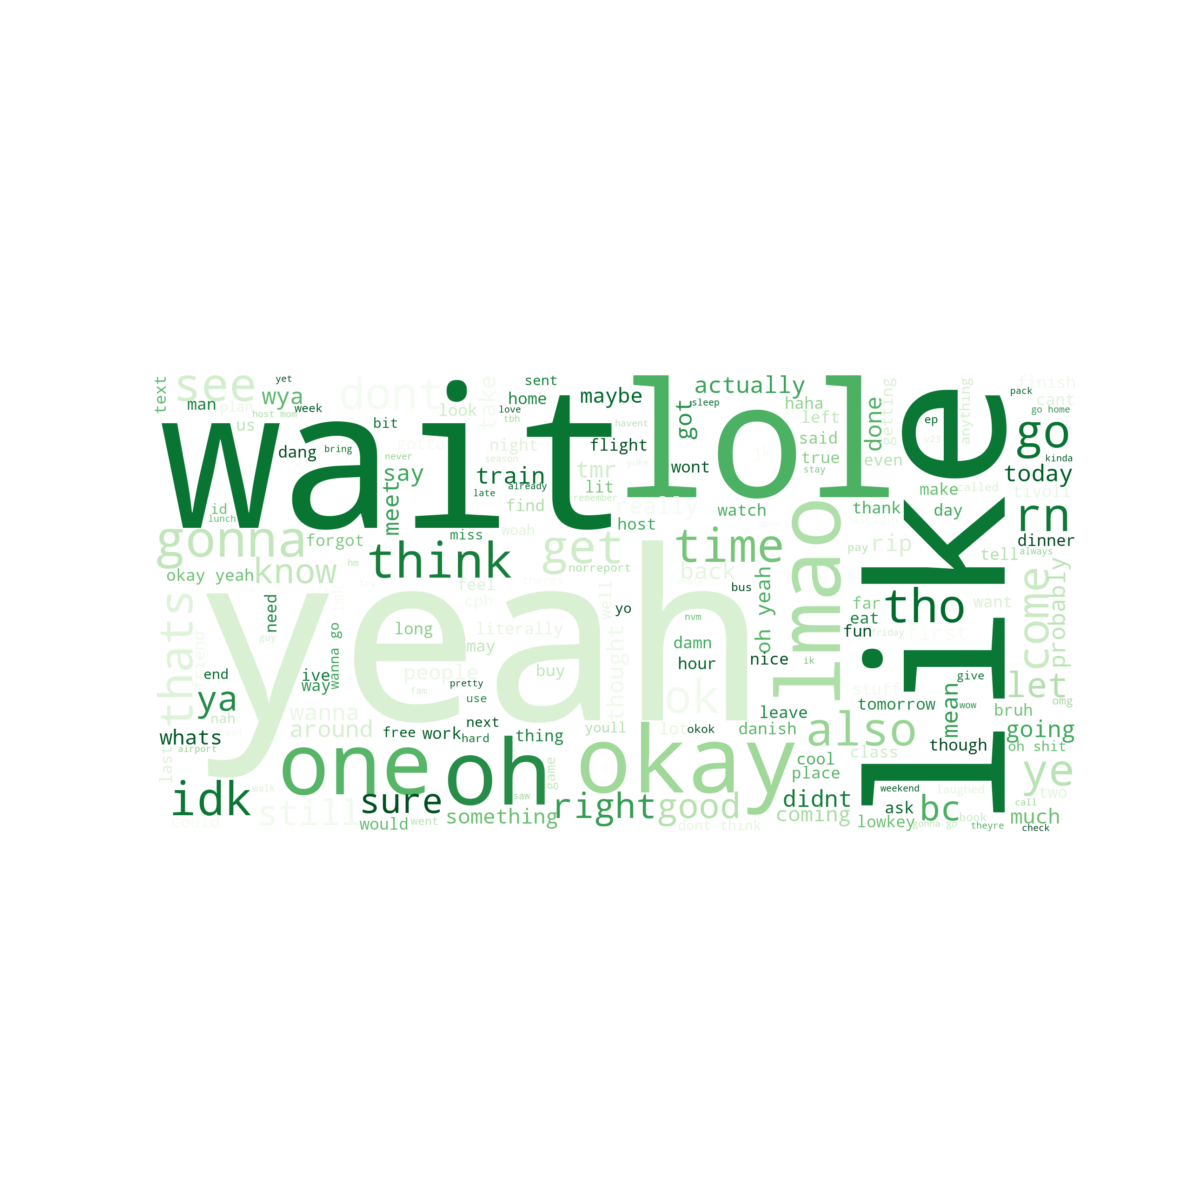 text
see
wya
yet
man
plan
us
host mom
week
dont
take
sent
home
maybe
actually
got
sleep
haha
left
done
getting
anything
finish
cant
pack
go home
wait
lol
like
go
kinda
bit
look
love
tbh
dang
bring
never
gotta
night
season
havent
flight
said
true
even
ep
say
train
late
already
tmr
lit
remember
wont
today
id
lunch
meet
find
really
watch
thank
make
day
called
tivoli
rn
gonna
forgot
miss
woah
host
think
get
time
lmao
pay
rip
tell
dinner
always
okay yeah
know
hm
feel
norreport
back
bus
oh yeah
come
probably
thats
yeah
need
wanna go
cph
well
yo
nvm
far
eat
tho
want
long
literally
thought
damn
fun
friday
first
guy
lend
may
hour
nice
ik
end
ive
way
people
fam
pretty
buy
ok
stuff
give
let
ya
use
leave
tomorrow
mean
wow
omg
nah
wanna
around
next
youll
lot
okok
danish
also
bruh
going
whats
airport
last
free
work
hard
thing
class
though
oh shit
one
oh
game
okay
cool
place
ye
two
idk
walk
sure
saw
right
good
didnt
weekend
laughed
ask
bc
call
still
would
went
something
dont think
coming
lowkey
gonna go
book
theyre
much
check